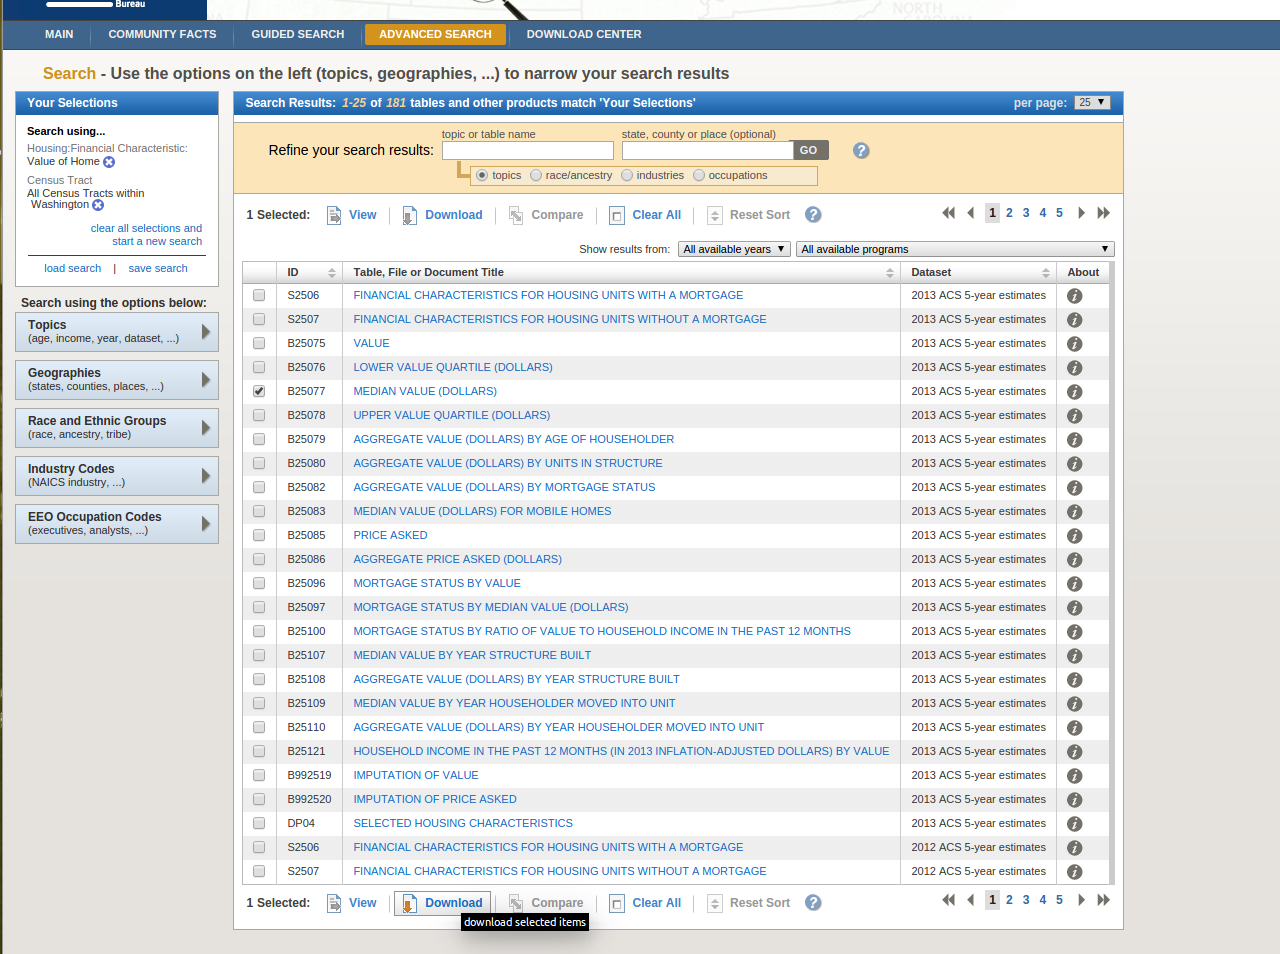 Bureau
NORTH
CAROLINA
MAIN COMMUNITY FACTS GUIDED SEARCH ADVANCED SEARCH DOWNLOAD CENTER
Search - Use the options on the left (topics, geographies, ...) to narrow your search results
Your Selections
Search using...
Housing:Financial Characteristic:
Value of Home
Census Tract
All Census Tracts within
Washington
clear all selections and
start a new search
load search | save search
Search using the options below:
Topics
(age, income, year, dataset, ...)
Geographies
(states, counties, places, ...)
Race and Ethnic Groups
(race, ancestry, tribe)
Industry Codes
(NAICS industry, ...)
EEO Occupation Codes
(executives, analysts, ...)
Search Results: 1-25 of 181 tables and other products match 'Your Selections' per page: 25
topic or table name state, county or place (optional)
Refine your search results: GO ?
topics race/ancestry industries occupations
1 Selected: View Download Compare Clear All Reset Sort ? 1 2 3 4 5
Show results from: All available years All available programs
ID Table, File or Document Title Dataset About
S2506 FINANCIAL CHARACTERISTICS FOR HOUSING UNITS WITH A MORTGAGE 2013 ACS 5-year estimates i
S2507 FINANCIAL CHARACTERISTICS FOR HOUSING UNITS WITHOUT A MORTGAGE 2013 ACS 5-year estimates i
B25075 VALUE 2013 ACS 5-year estimates i
B25076 LOWER VALUE QUARTILE (DOLLARS) 2013 ACS 5-year estimates i
B25077 MEDIAN VALUE (DOLLARS) 2013 ACS 5-year estimates i
B25078 UPPER VALUE QUARTILE (DOLLARS) 2013 ACS 5-year estimates i
B25079 AGGREGATE VALUE (DOLLARS) BY AGE OF HOUSEHOLDER 2013 ACS 5-year estimates i
B25080 AGGREGATE VALUE (DOLLARS) BY UNITS IN STRUCTURE 2013 ACS 5-year estimates i
B25082 AGGREGATE VALUE (DOLLARS) BY MORTGAGE STATUS 2013 ACS 5-year estimates i
B25083 MEDIAN VALUE (DOLLARS) FOR MOBILE HOMES 2013 ACS 5-year estimates i
B25085 PRICE ASKED 2013 ACS 5-year estimates i
B25086 AGGREGATE PRICE ASKED (DOLLARS) 2013 ACS 5-year estimates i
B25096 MORTGAGE STATUS BY VALUE 2013 ACS 5-year estimates i
B25097 MORTGAGE STATUS BY MEDIAN VALUE (DOLLARS) 2013 ACS 5-year estimates i
B25100 MORTGAGE STATUS BY RATIO OF VALUE TO HOUSEHOLD INCOME IN THE PAST 12 MONTHS 2013 ACS 5-year estimates i
B25107 MEDIAN VALUE BY YEAR STRUCTURE BUILT 2013 ACS 5-year estimates i
B25108 AGGREGATE VALUE (DOLLARS) BY YEAR STRUCTURE BUILT 2013 ACS 5-year estimates i
B25109 MEDIAN VALUE BY YEAR HOUSEHOLDER MOVED INTO UNIT 2013 ACS 5-year estimates i
B25110 AGGREGATE VALUE (DOLLARS) BY YEAR HOUSEHOLDER MOVED INTO UNIT 2013 ACS 5-year estimates i
B25121 HOUSEHOLD INCOME IN THE PAST 12 MONTHS (IN 2013 INFLATION-ADJUSTED DOLLARS) BY VALUE 2013 ACS 5-year estimates i
B992519 IMPUTATION OF VALUE 2013 ACS 5-year estimates i
B992520 IMPUTATION OF PRICE ASKED 2013 ACS 5-year estimates i
DP04 SELECTED HOUSING CHARACTERISTICS 2013 ACS 5-year estimates i
S2506 FINANCIAL CHARACTERISTICS FOR HOUSING UNITS WITH A MORTGAGE 2012 ACS 5-year estimates i
S2507 FINANCIAL CHARACTERISTICS FOR HOUSING UNITS WITHOUT A MORTGAGE 2012 ACS 5-year estimates i
1 Selected: View Download Compare Clear All Reset Sort ? 1 2 3 4 5
download selected items